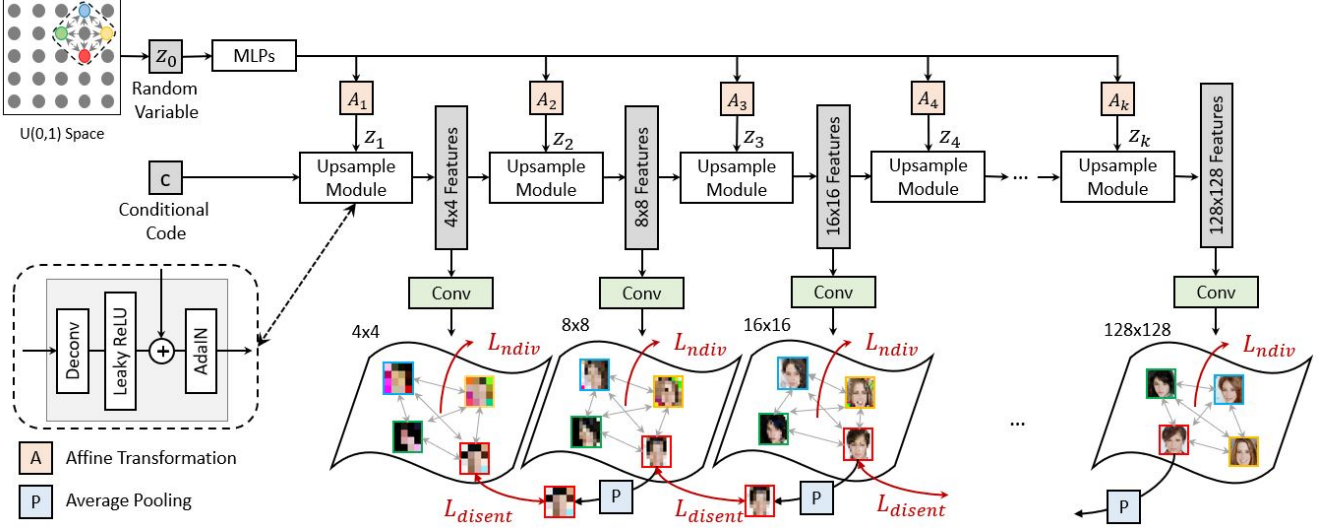 Z0
MLPs
Random
Variable
U(0,1) Space
A1
A2
A3
A4
Ak
Z1
Z2
Z3
Z4
Zk
C
Conditional
Code
Upsample
Module
4x4 Features
Upsample
Module
8x8 Features
Upsample
Module
16x16 Features
Upsample
Module
...
Upsample
Module
128x128 Features
Conv
Conv
Conv
Conv
Deconv
Leaky ReLU
+
AdaIN
4x4
Lndiv
8x8
Lndiv
16x16
Lndiv
128x128
Lndiv
...
A
Affine Transformation
P
Average Pooling
Ldisent
P
Ldisent
P
Ldisent
P